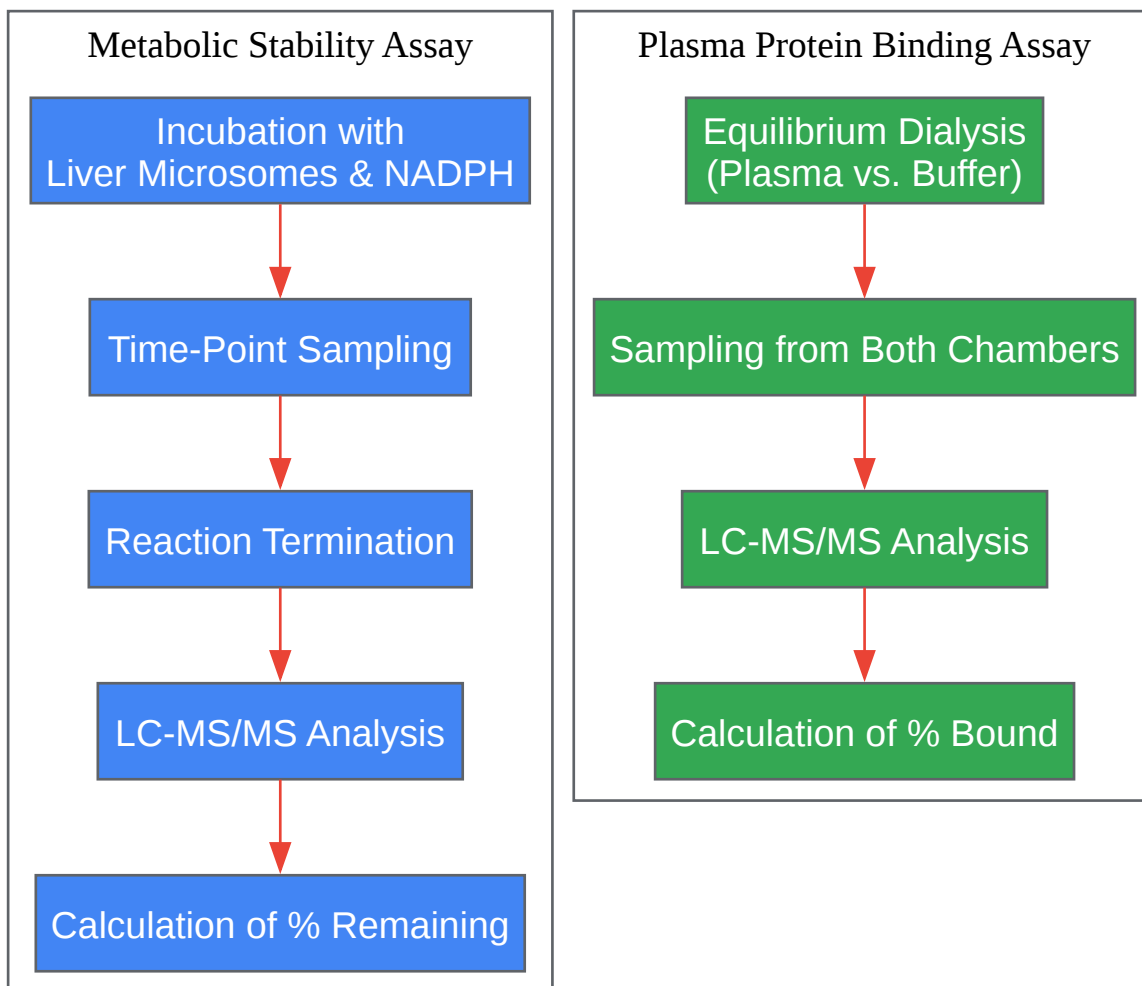 Metabolic Stability Assay
Incubation with
Liver Microsomes & NADPH
Time-Point Sampling
Reaction Termination
LC-MS/MS Analysis
Calculation of % Remaining
Plasma Protein Binding Assay
Equilibrium Dialysis
(Plasma vs. Buffer)
Sampling from Both Chambers
LC-MS/MS Analysis
Calculation of % Bound